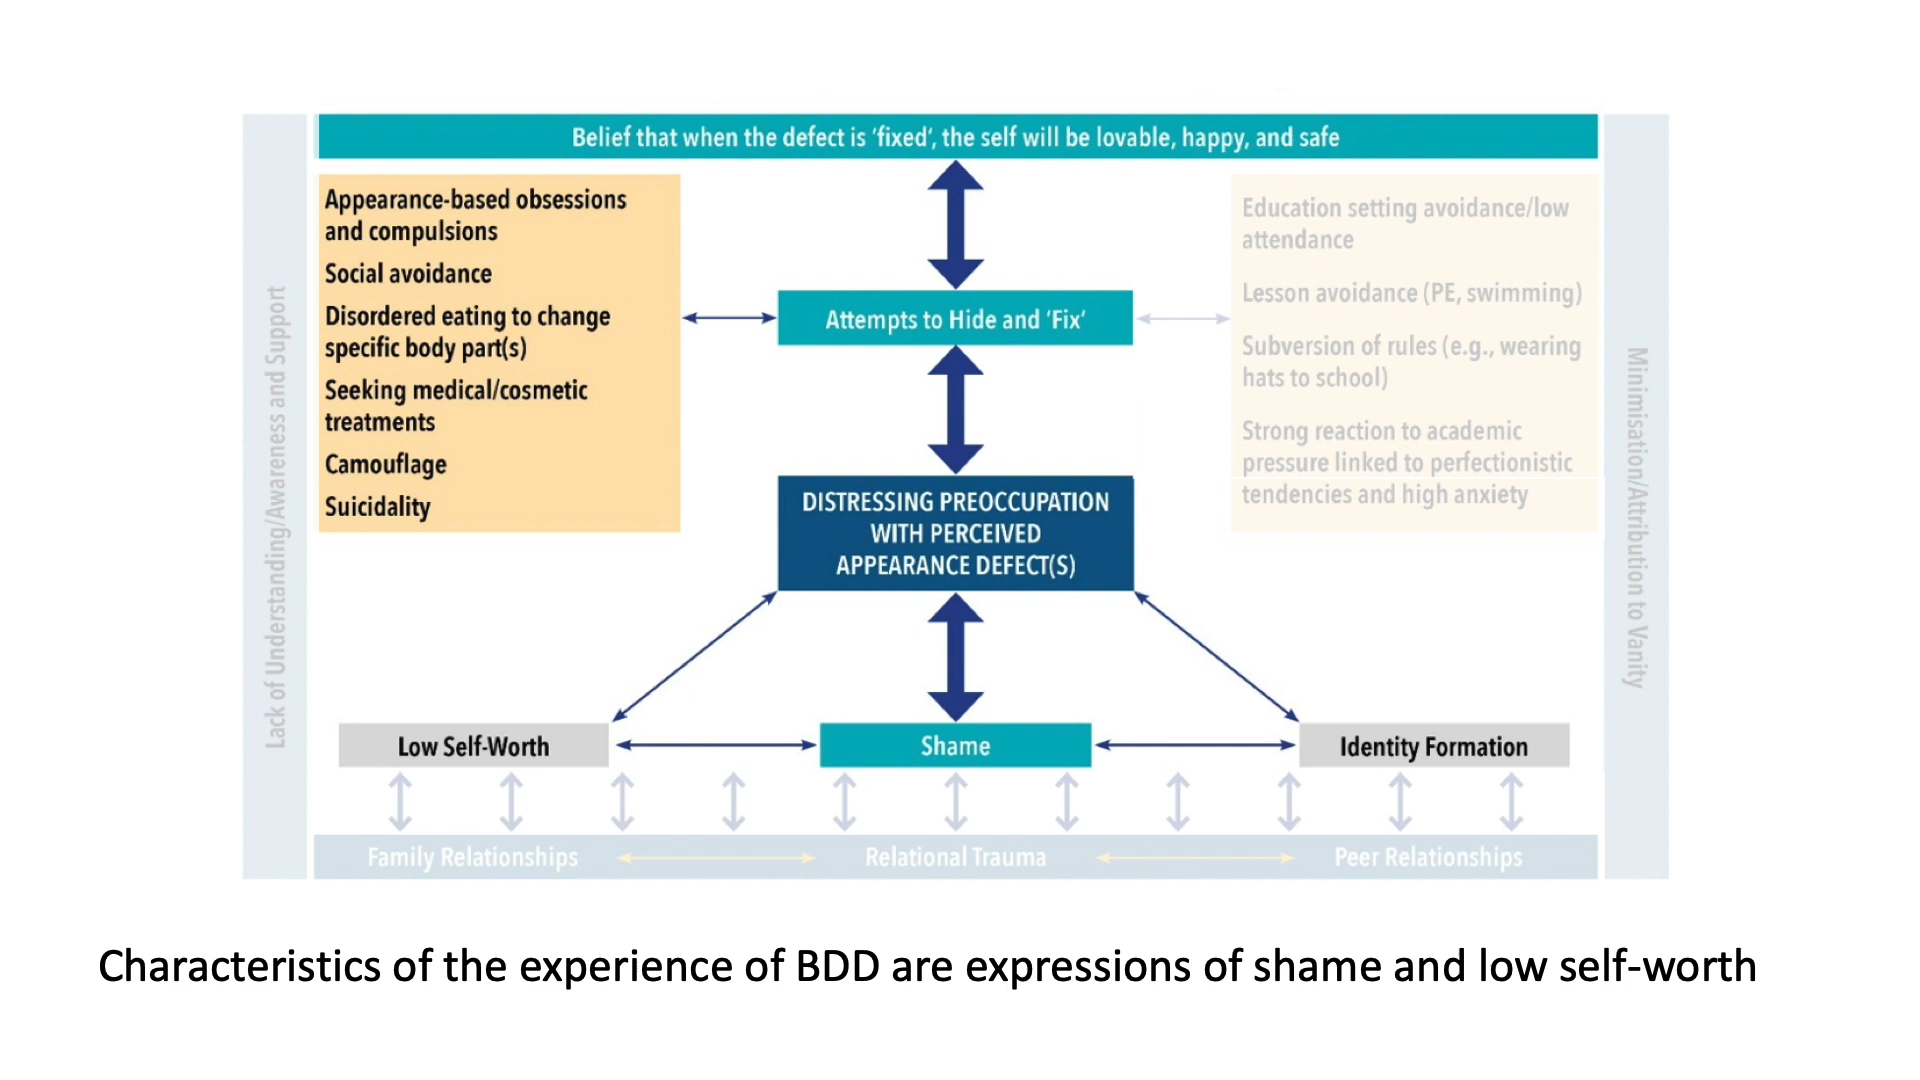 Belief that when the defect is ‘fixed’, the self will be lovable, happy, and safe
Lack of Understanding/Awareness and Support
Appearance-based obsessions
and compulsions
Social avoidance
Disordered eating to change
specific body part(s)
Seeking medical/cosmetic
treatments
Camouflage
Suicidality
Attempts to Hide and ‘Fix’
DISTRESSING PREOCCUPATION
WITH PERCEIVED
APPEARANCE DEFECT(S)
Education setting avoidance/low
attendance
Lesson avoidance (PE, swimming)
Subversion of rules (e.g., wearing
hats to school)
Strong reaction to academic
pressure linked to perfectionistic
tendencies and high anxiety
Minimisation/Attribution to Vanity
Low Self-Worth
Shame
Identity Formation
Family Relationships
Relational Trauma
Peer Relationships
Characteristics of the experience of BDD are expressions of shame and low self-worth